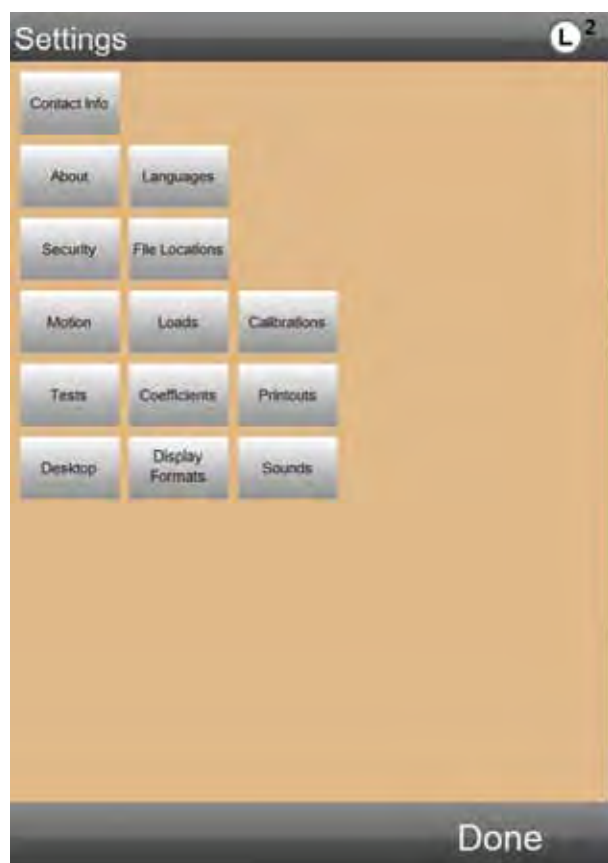 Settings
L 2
Contact Info
About Languages
Security File Locations
Motion Loads Calibrations
Tests Coefficients Printouts
Desktop Display Formats Sounds
Done